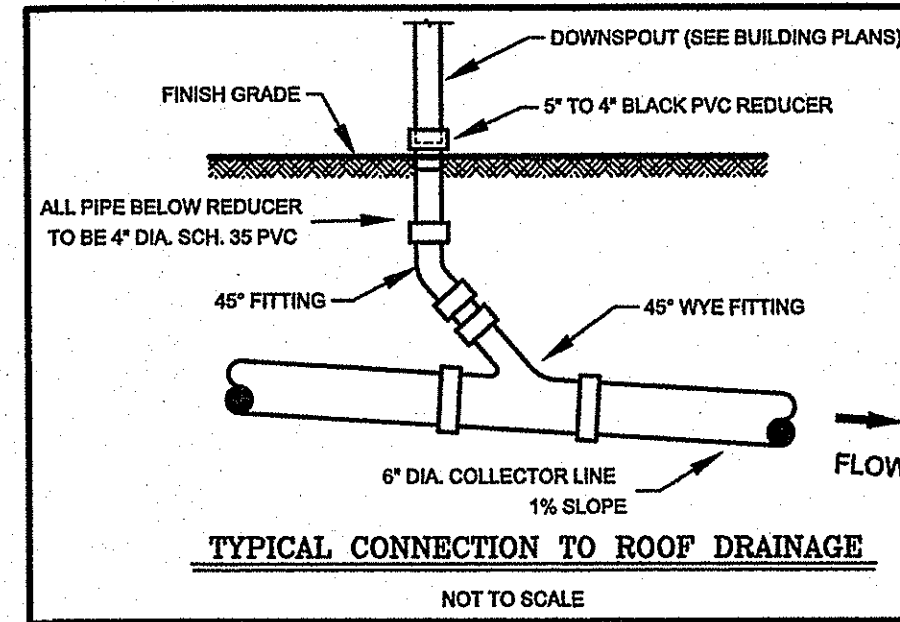 DOWNSPOUT (SEE BUILDING PLANS)
FINISH GRADE
5" TO 4" BLACK PVC REDUCER
ALL PIPE BELOW REDUCER
TO BE 4" DIA. SCH. 35 PVC
45° FITTING
45° WYE FITTING
6" DIA. COLLECTOR LINE
1% SLOPE
FLOW
TYPICAL CONNECTION TO ROOF DRAINAGE
NOT TO SCALE